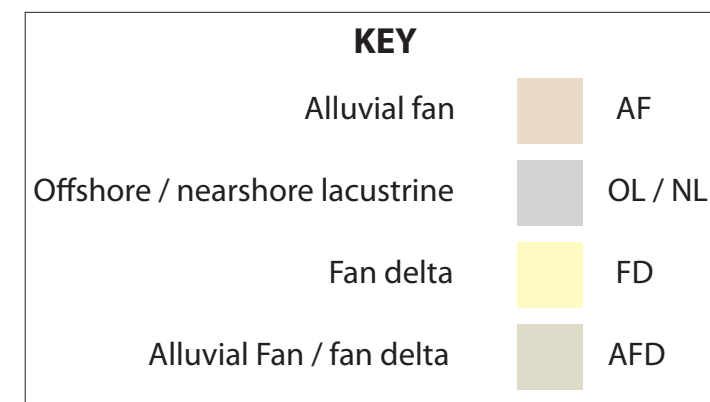 KEY
Alluvial fan AF
Offshore / nearshore lacustrine OL / NL
Fan delta FD
Alluvial Fan / fan delta AFD